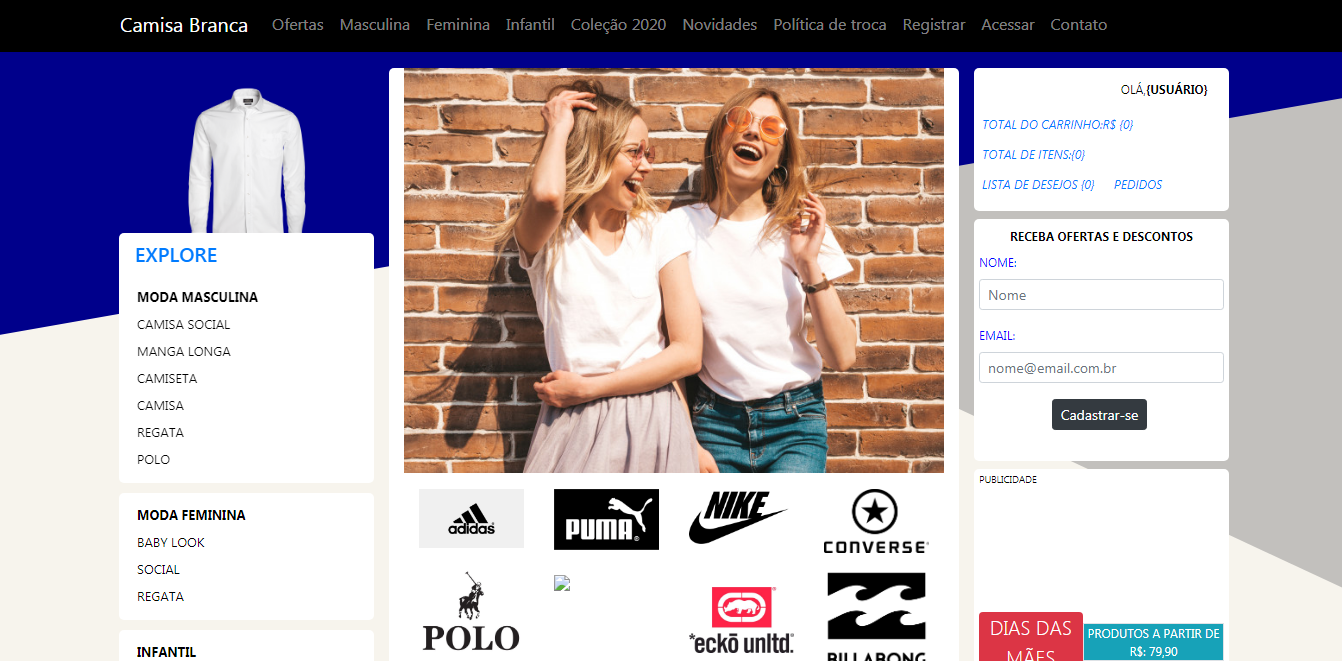 Camisa Branca Ofertas Masculina Feminina Infantil Coleção 2020 Novidades Política de troca Registrar Acessar Contato
EXPLORE
MODA MASCULINA
CAMISA SOCIAL
MANGA LONGA
CAMISETA
CAMISA
REGATA
POLO
MODA FEMININA
BABY LOOK
SOCIAL
REGATA
INFANTIL
adidas
PUMA®
NIKE
CONVERSE®
POLO
*eckō unltd.®
BILLABONG
OLÁ,{USUÁRIO}
TOTAL DO CARRINHO:R$ {0}
TOTAL DE ITENS:{0}
LISTA DE DESEJOS {0} PEDIDOS
RECEBA OFERTAS E DESCONTOS
NOME:
Nome
EMAIL:
nome@email.com.br
Cadastrar-se
PUBLICIDADE
DIAS DAS
MÃES
PRODUTOS A PARTIR DE
R$: 79,90